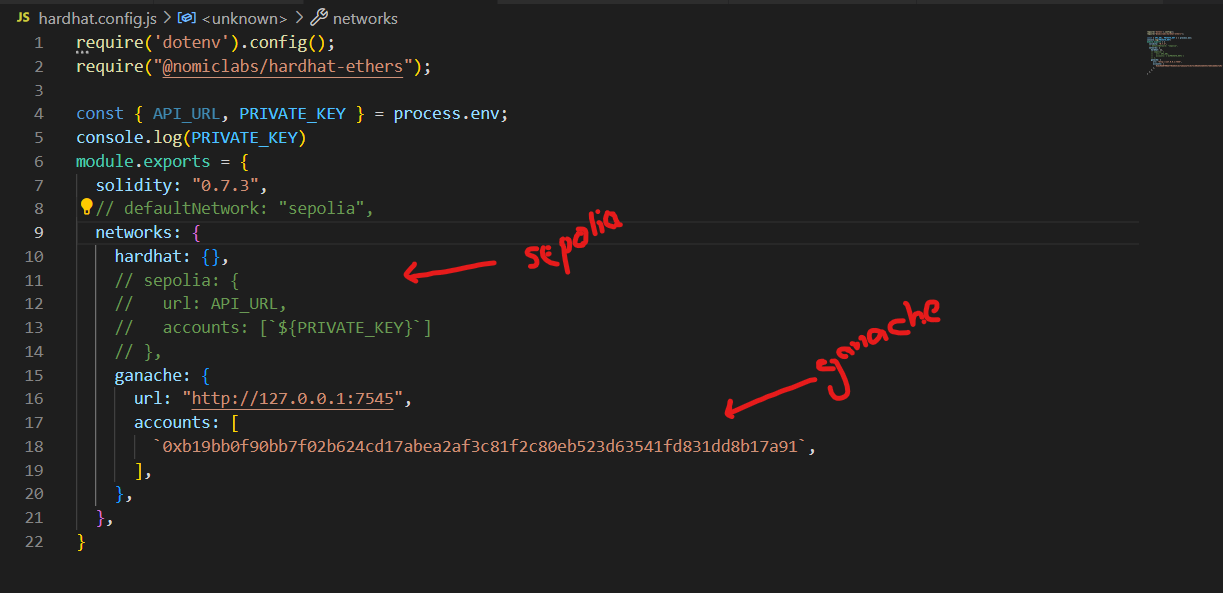 JS hardhat.config.js > <unknown> > networks
1 require('dotenv').config();
2 require("@nomiclabs/hardhat-ethers");
3
4 const { API_URL, PRIVATE_KEY } = process.env;
5 console.log(PRIVATE_KEY)
6 module.exports = {
7 solidity: "0.7.3",
8 // defaultNetwork: "sepolia",
9 networks: {
10 hardhat: {},
11 // sepolia: {
12 // url: API_URL,
13 // accounts: [`${PRIVATE_KEY}`]
14 // },
15 ganache: {
16 url: "http://127.0.0.1:7545",
17 accounts: [
18 `0xb19bb0f90bb7f02b624cd17abea2af3c81f2c80eb523d63541fd831dd8b17a91`,
19 ],
20 },
21 },
22 }
sepolia
ganache